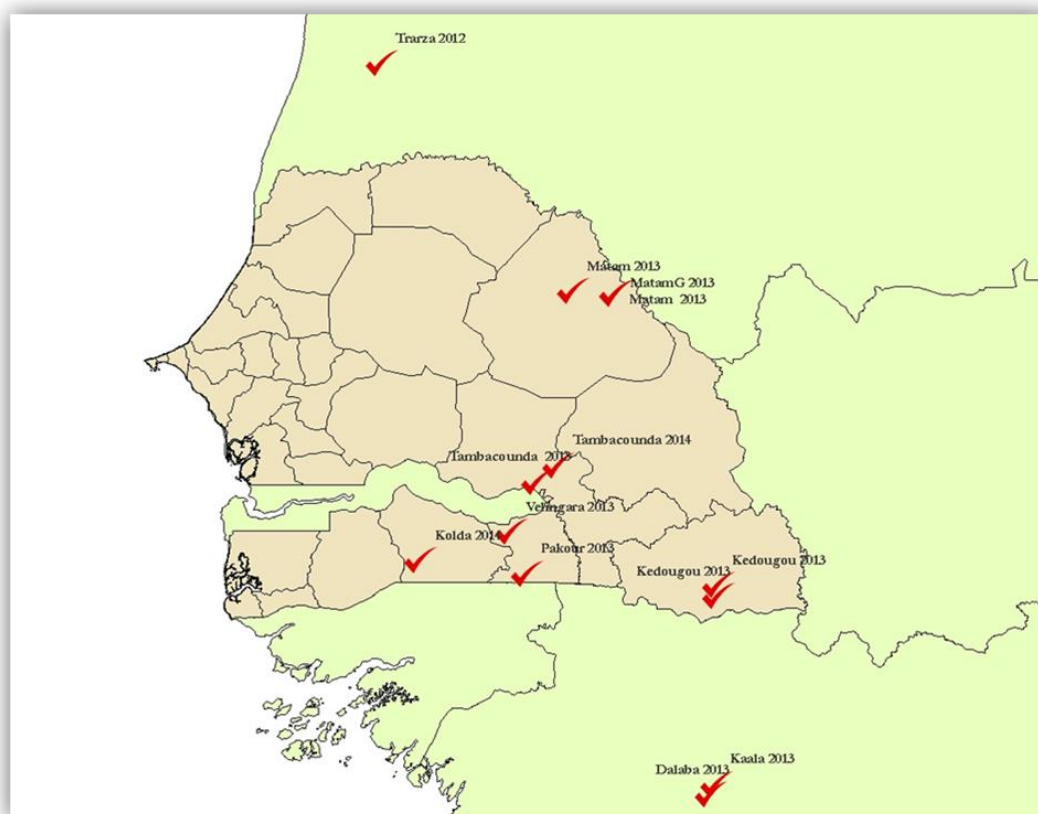 Trarza 2012
Matam 2013
MatamG 2013
Matam 2013
Tambacounda 2014
Tambacounda 2013
Velingara 2013
Kolda 2014
Pakour 2013
Kedougou 2013
Kedougou 2013
Kaala 2013
Dalaba 2013